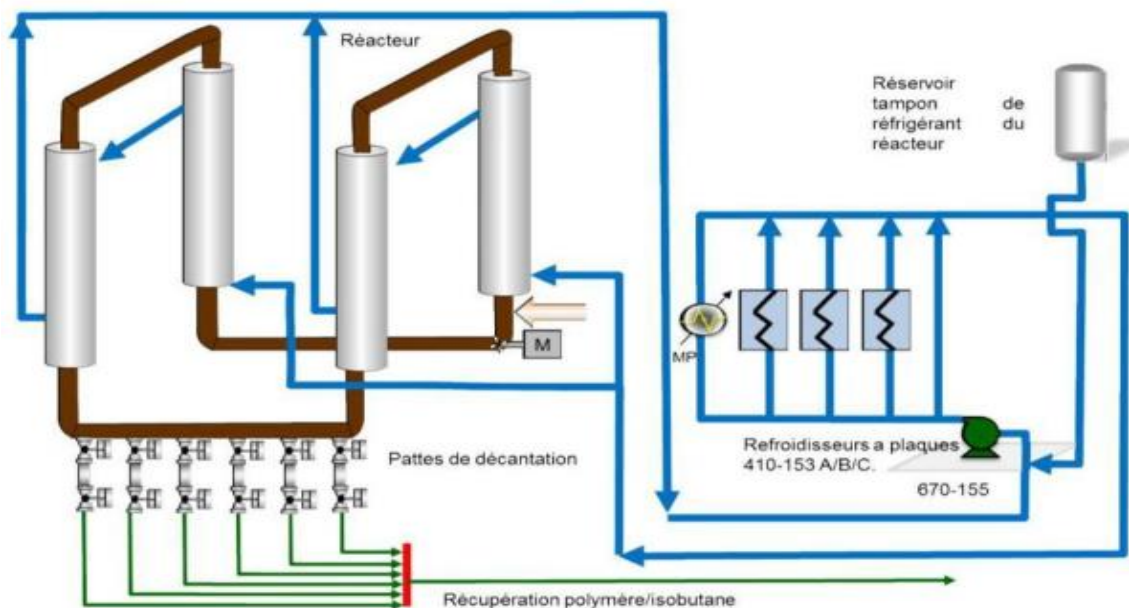 Réacteur
Réservoir
tampon de
réfrigérant du
réacteur
MP
M
Refroidisseurs a plaques
410-153 A/B/C.
670-155
Pattes de décantation
Récupération polymère/isobutane